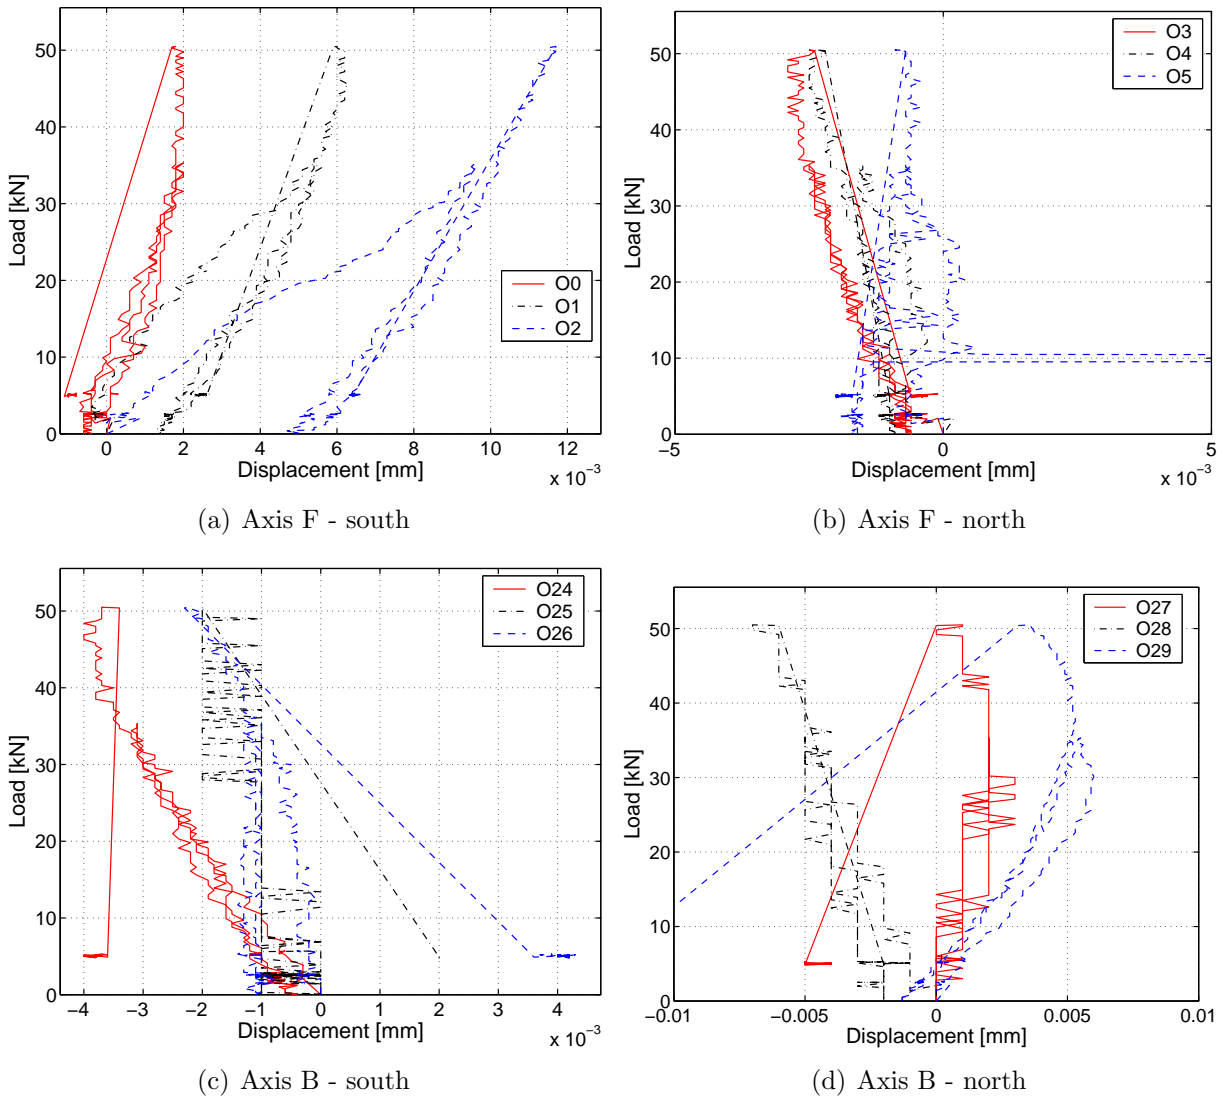 50
40
30
20
10
0
Load [kN]
0 2 4 6 8 10 12
Displacement [mm]
x 10⁻³
O0
O1
O2
(a) Axis F - south
50
40
30
20
10
0
Load [kN]
−5 0 5
Displacement [mm]
x 10⁻³
O3
O4
O5
(b) Axis F - north
50
40
30
20
10
0
Load [kN]
−4 −3 −2 −1 0 1 2 3 4
Displacement [mm]
x 10⁻³
O24
O25
O26
(c) Axis B - south
50
40
30
20
10
0
Load [kN]
−0.01 −0.005 0 0.005 0.01
Displacement [mm]
O27
O28
O29
(d) Axis B - north